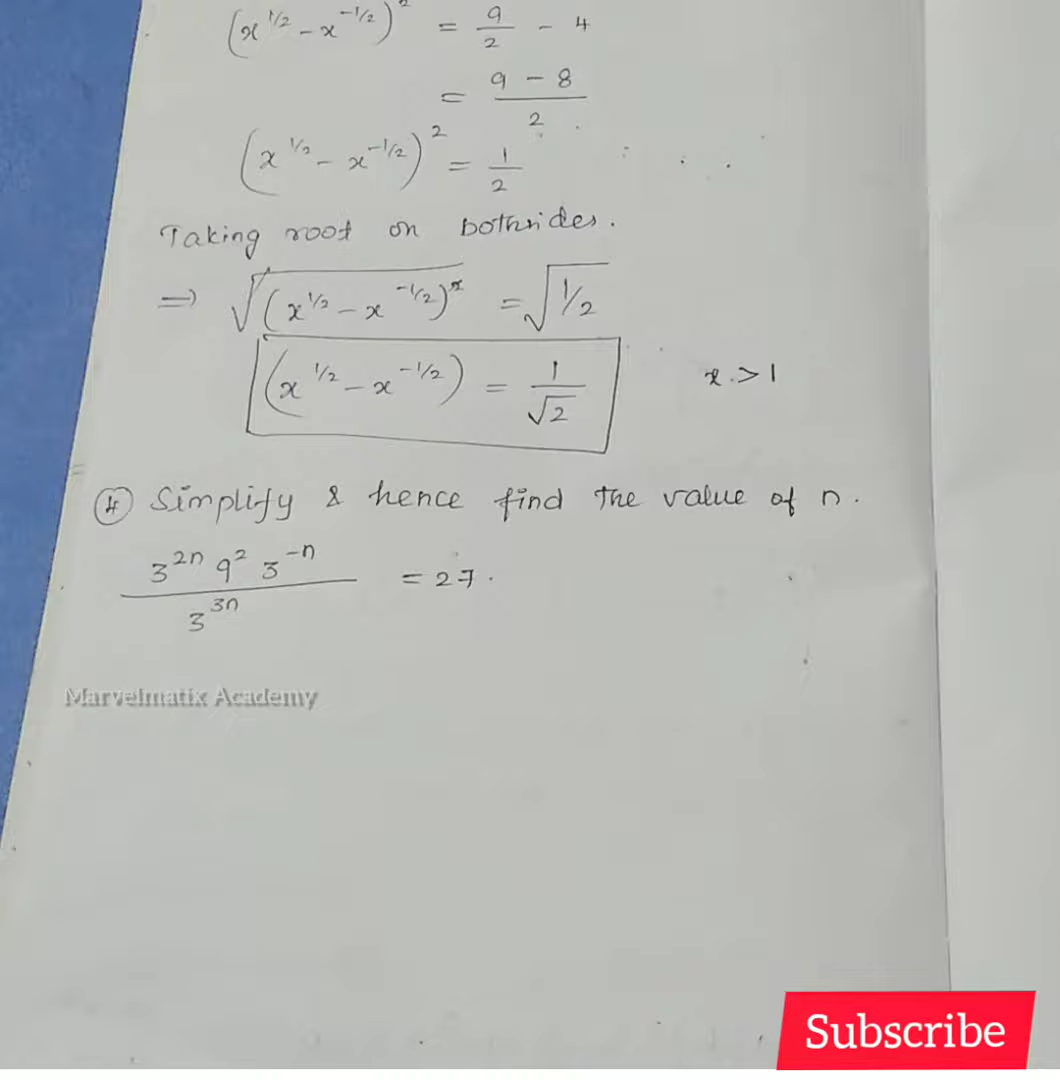 (x^1/2 - x^-1/2)^2 = 9/2 - 4
= 9 - 8 / 2
(x^1/2 - x^-1/2)^2 = 1/2
Taking root on bothsides.
=> √(x^1/2 - x^-1/2)^2 = √1/2
(x^1/2 - x^-1/2) = 1/√2 x > 1
④ Simplify & hence find the value of n.
3^2n 9^2 3^-n / 3^3n = 27.
Marvelmatix Academy
Subscribe